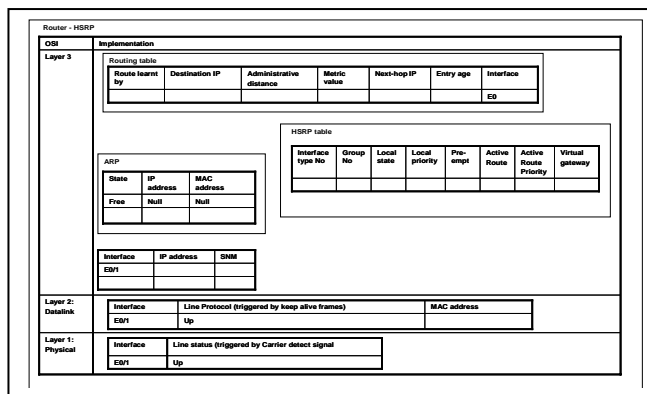 Router - HSRP
OSI Implementation
Layer 3
Routing table
Route learnt by Destination IP Administrative distance Metric value Next-hop IP Entry age Interface
E0
HSRP table
Interface type No Group No Local state Local priority Pre-empt Active Route Active Route Priority Virtual gateway
ARP
State IP address MAC address
Free Null Null
Interface IP address SNM
E0/1
Layer 2: Datalink
Interface Line Protocol (triggered by keep alive frames) MAC address
E0/1 Up
Layer 1: Physical
Interface Line status (triggered by Carrier detect signal
E0/1 Up